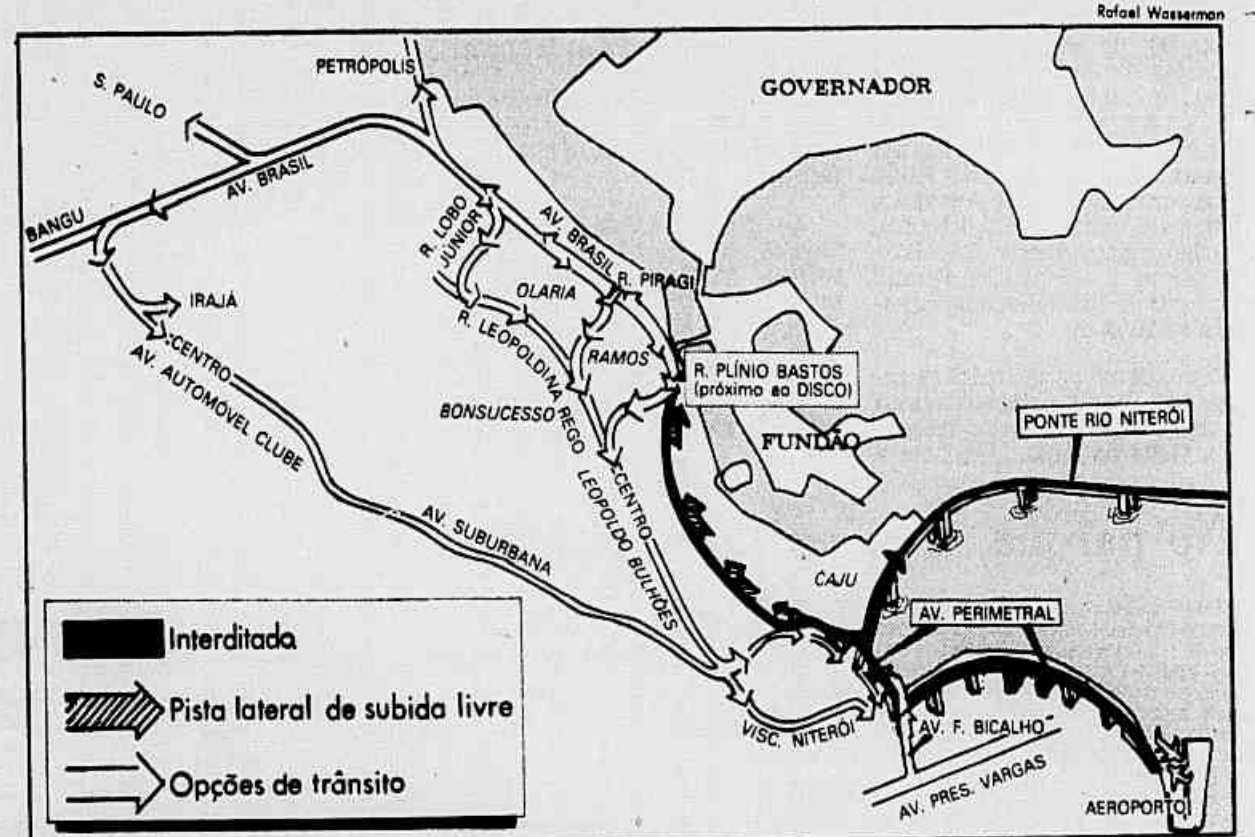 Rafael Wasserman
PETRÓPOLIS
GOVERNADOR
S. PAULO
AV. BRASIL
BANGU
R. LOBO
JÚNIOR
AV. BRASIL
R. PIRAGI
OLARIA
IRAJÁ
CENTRO
AV. AUTOMÓVEL CLUBE
R. LEOPOLDINA REGO
RAMOS
R. PLÍNIO BASTOS
(próximo ao DISCO)
BONSUCESSO
FUNDÃO
PONTE RIO NITERÓI
CENTRO
LEOPOLDO BULHÕES
AV. SUBURBANA
CAJU
AV. PERIMETRAL
Interditada
Pista lateral de subida livre
Opções de trânsito
VISC. NITERÓI
AV. F. BICALHO
AV. PRES. VARGAS
AEROPORTO